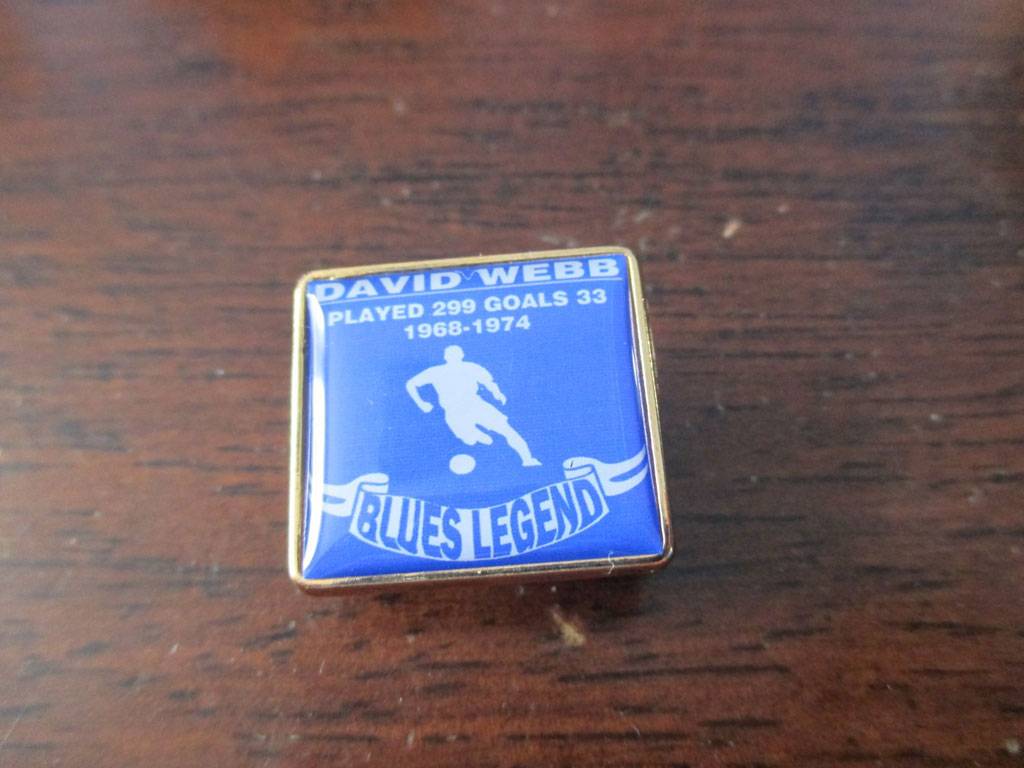 DAVID WEBB
PLAYED 299 GOALS 33
1968-1974
BLUES LEGEND